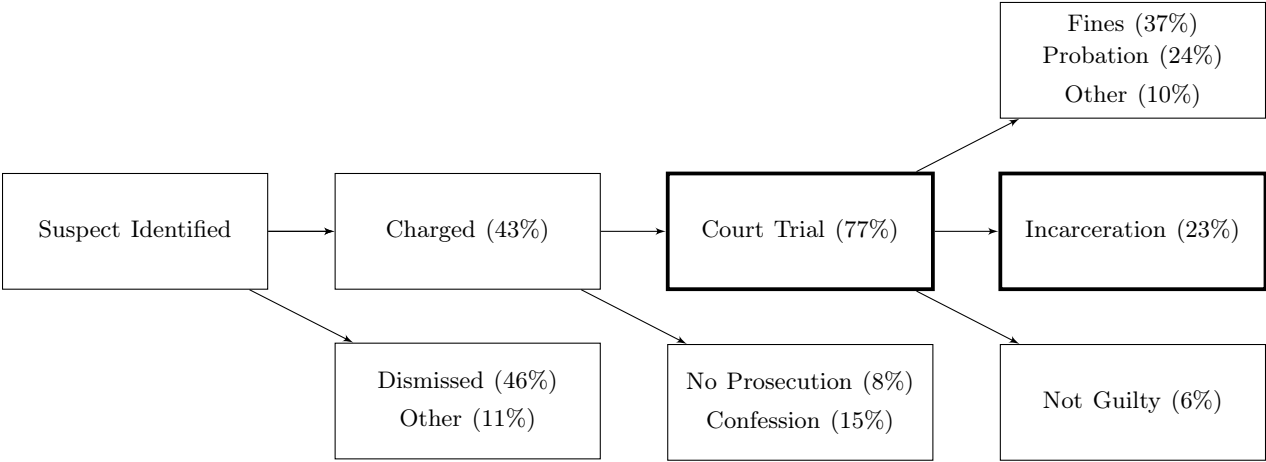 Fines (37%)
Probation (24%)
Other (10%)
Suspect Identified
Charged (43%)
Court Trial (77%)
Incarceration (23%)
Dismissed (46%)
Other (11%)
No Prosecution (8%)
Confession (15%)
Not Guilty (6%)